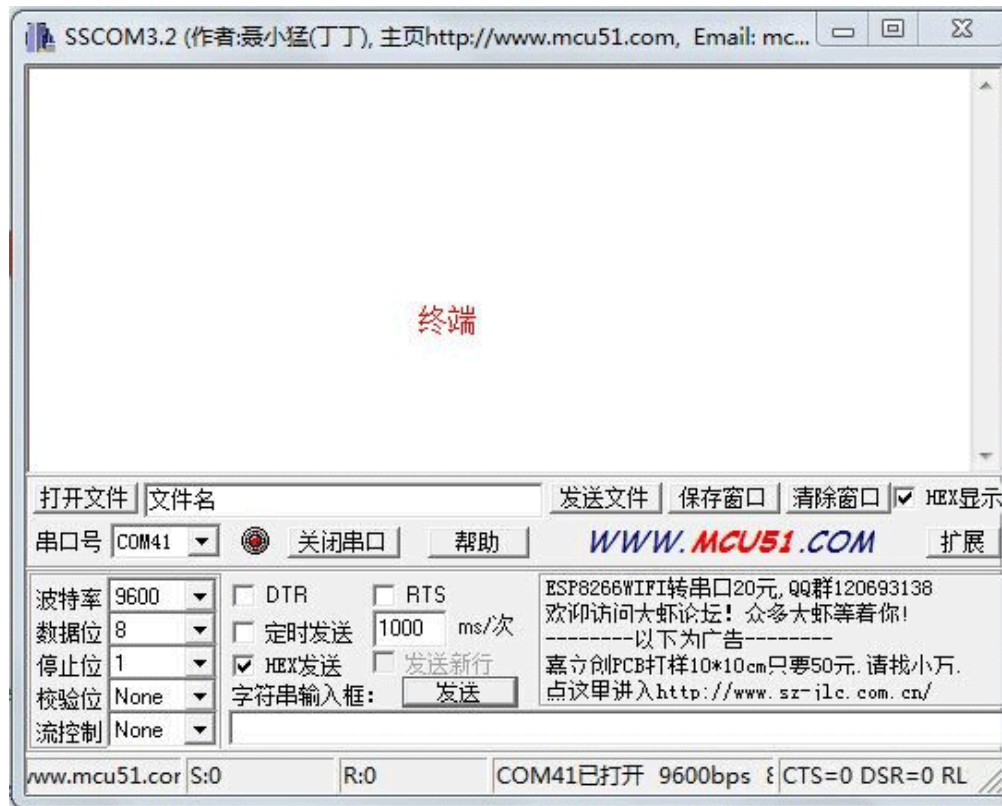 SSCOM3.2 (作者:聂小猛(丁丁), 主页http://www.mcu51.com, Email: mc...
终端
打开文件 文件名 发送文件 保存窗口 清除窗口 HEX显示
串口号 COM41 关闭串口 帮助 WWW.MCU51.COM 扩展
波特率 9600 DTR RTS
数据位 8 定时发送 1000 ms/次
停止位 1 HEX发送 发送新行
校验位 None 字符串输入框: 发送
流控制 None
ESP8266WIFI转串口20元,QQ群120693138
欢迎访问大虾论坛! 众多大虾等着你!
--------以下为广告--------
嘉立创PCB打样10*10cm只要50元.请找小万.
点这里进入http://www.sz-jlc.com.cn/
www.mcu51.cor S:0 R:0 COM41已打开 9600bps 8 CTS=0 DSR=0 RL